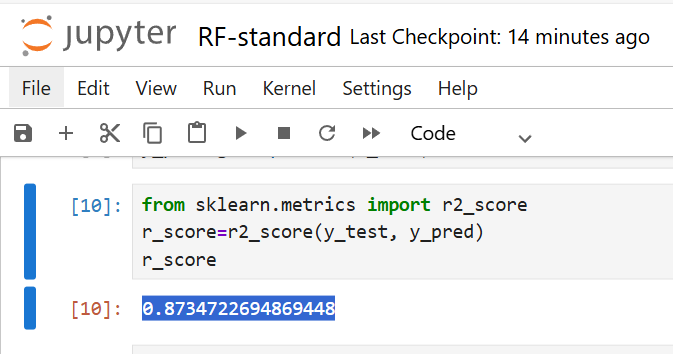 jupyter RF-standard Last Checkpoint: 14 minutes ago
File Edit View Run Kernel Settings Help
Code
[10]: from sklearn.metrics import r2_score
r_score=r2_score(y_test, y_pred)
r_score
[10]: 0.8734722694869448